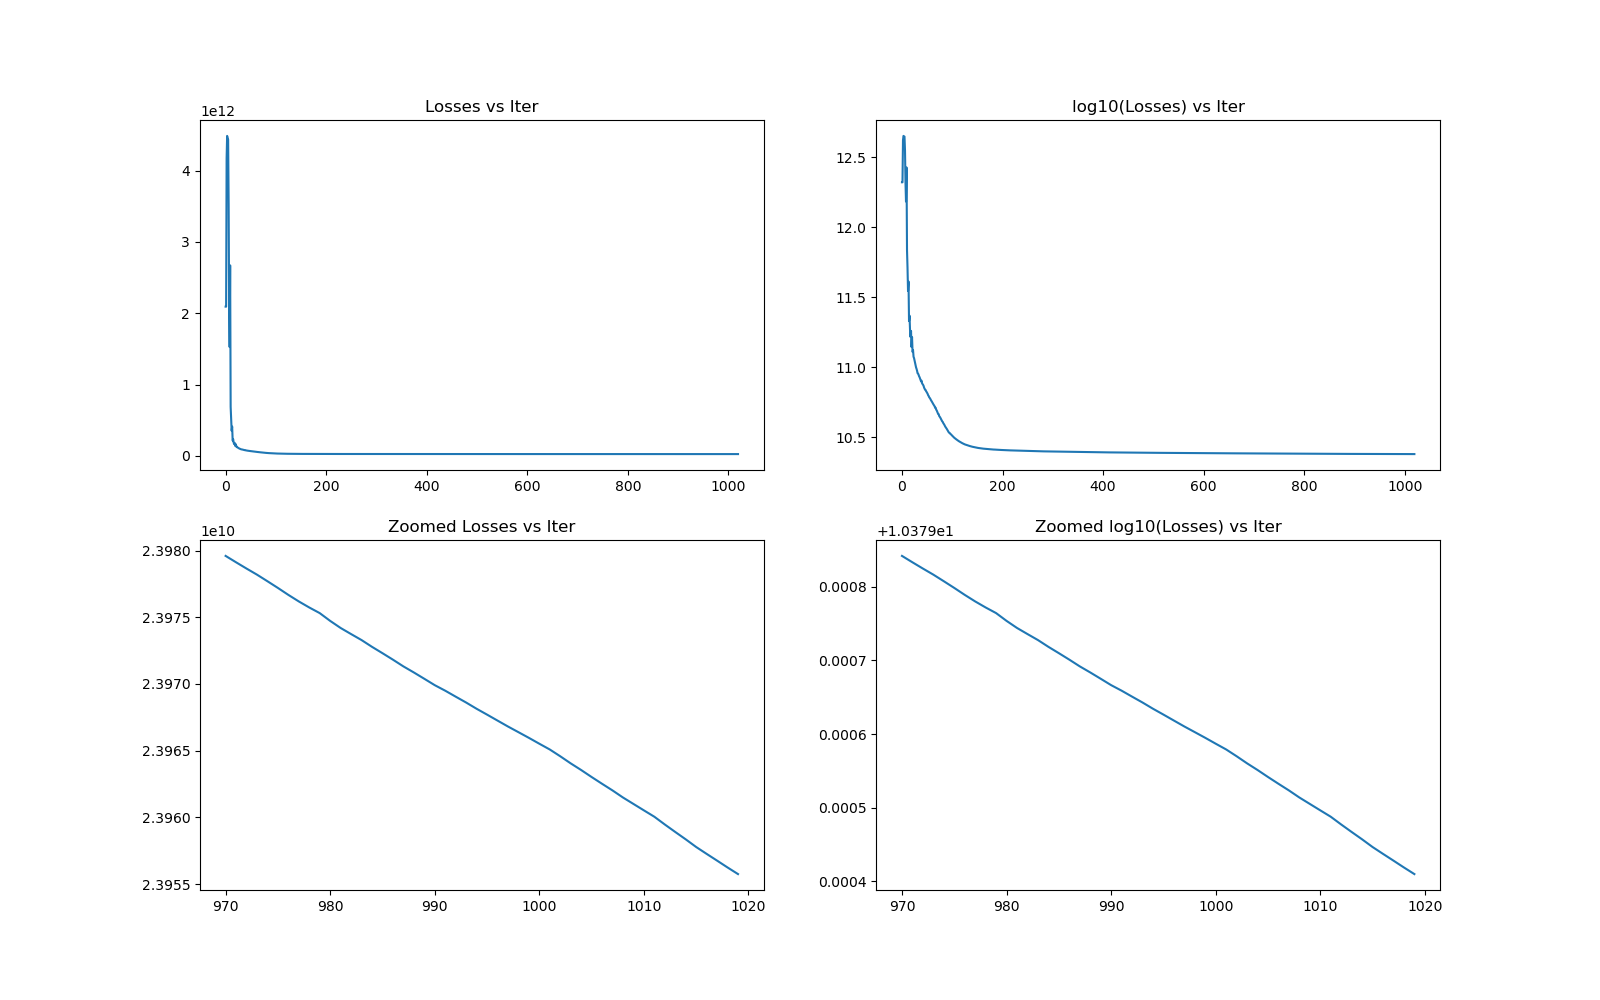 Losses vs Iter
1e12
4
3
2
1
0
0 200 400 600 800 1000
log10(Losses) vs Iter
12.5
12.0
11.5
11.0
10.5
0 200 400 600 800 1000
Zoomed Losses vs Iter
1e10
2.3980
2.3975
2.3970
2.3965
2.3960
2.3955
970 980 990 1000 1010 1020
Zoomed log10(Losses) vs Iter
+1.0379e1
0.0008
0.0007
0.0006
0.0005
0.0004
970 980 990 1000 1010 1020